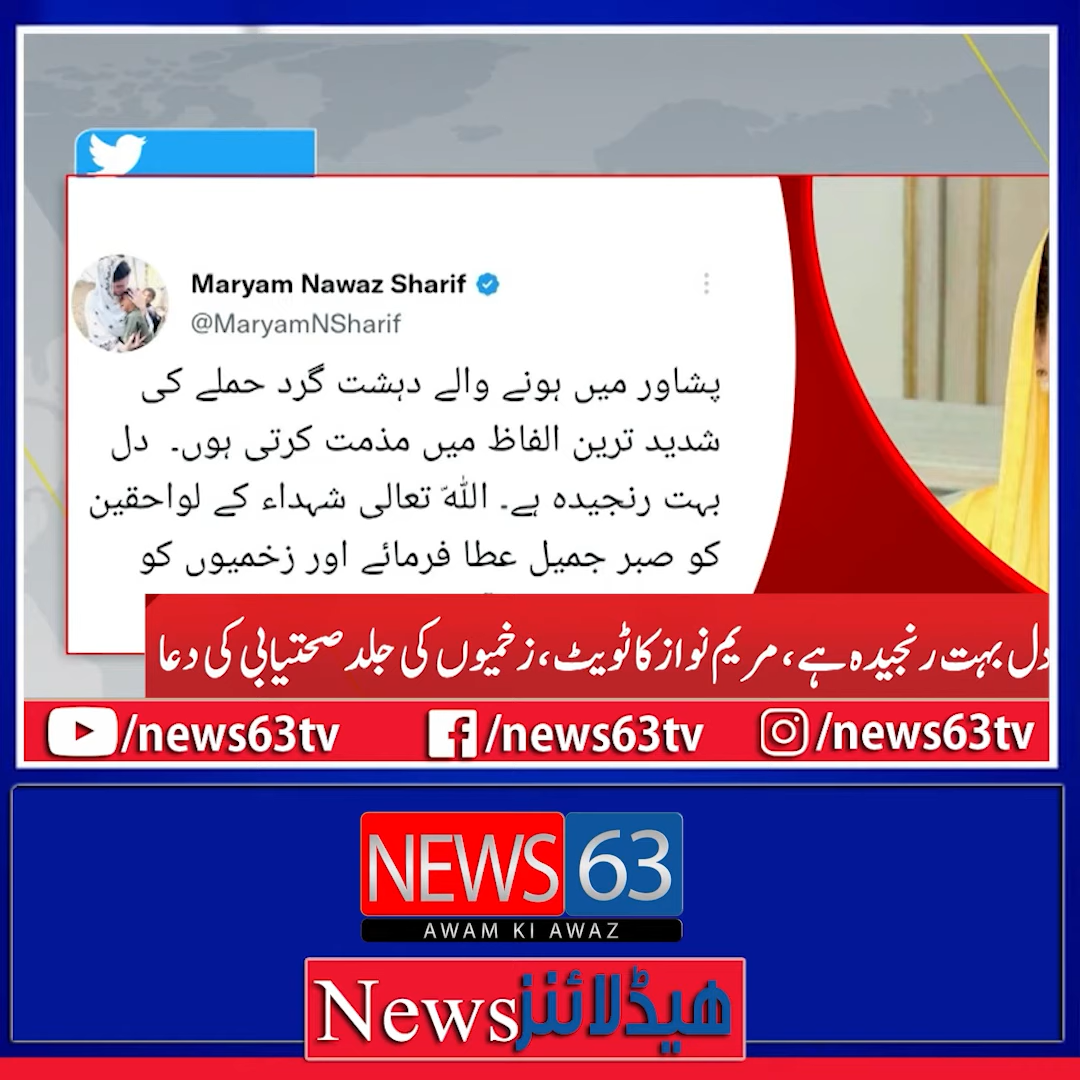 Maryam Nawaz Sharif
@MaryamNSharif
پشاور میں ہونے والے دہشت گرد حملے کی
شدید ترین الفاظ میں مذمت کرتی ہوں۔ دل
بہت رنجیدہ ہے۔ اللّٰہ تعالی شہداء کے لواحقین
کو صبر جمیل عطا فرمائے اور زخمیوں کو
دل بہت رنجیدہ ہے، مریم نواز کا ٹویٹ، زخمیوں کی جلد صحتیابی کی دعا
/news63tv /news63tv /news63tv
NEWS 63
AWAM KI AWAZ
News ھیڈلائنز